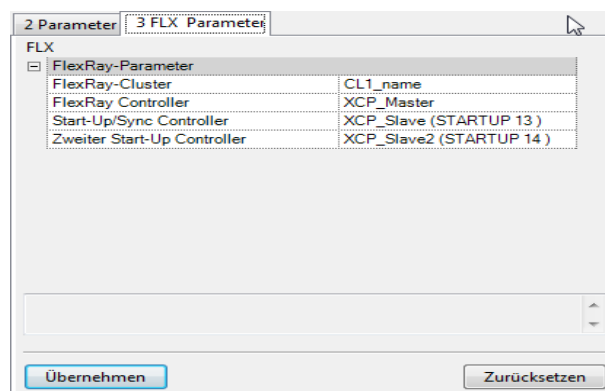 2 Parameter 3 FLX Parameter
FLX
FlexRay-Parameter
FlexRay-Cluster CL1_name
FlexRay Controller XCP_Master
Start-Up/Sync Controller XCP_Slave (STARTUP 13 )
Zweiter Start-Up Controller XCP_Slave2 (STARTUP 14 )
Übernehmen Zurücksetzen